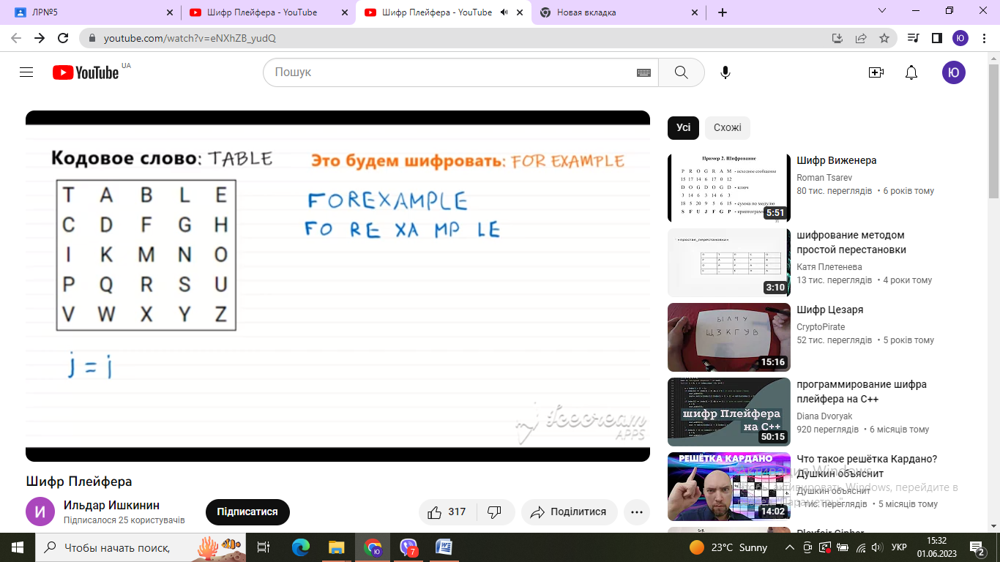 ЛР№5
Шифр Плейфера - YouTube
Шифр Плейфера - YouTube
Новая вкладка
youtube.com/watch?v=eNXhZB_yudQ
Ю
YouTube UA
Пошук
Ю
Кодовое слово: TABLE
Это будем шифровать: FOR EXAMPLE
T A B L E
C D F G H
I K M N O
P Q R S U
V W X Y Z
FOREXAMPLE
FO RE XA MP LE
j = j
Icecream
APPS
Шифр Плейфера
И
Ильдар Ишкинин
Підписалося 25 користувачів
Підписатися
317
Поділитися
Усі
Схожі
Пример 2. Шифрование
P R O G R A M - исходное сообщение
15 17 14 6 17 0 12
D O G D O G D - ключ
3 14 6 3 14 6 3
18 5 20 9 5 6 15 - сумма по модулю
S F U J F G P - криптограмма
5:51
Шифр Виженера
Roman Tsarev
80 тис. переглядів • 6 років тому
«простая_перестановка»
3:10
шифрование методом
простой перестановки
Катя Плетенева
13 тис. переглядів • 4 роки тому
Ы Л Ч У
Щ З К Г У В
15:16
Шифр Цезаря
CryptoPirate
52 тис. переглядів • 5 років тому
шифр Плейфера
на C++
50:15
программирование шифра
плейфера на C++
Diana Dvoryak
920 переглядів • 6 місяців тому
РЕШЁТКА КАРДАНО
14:02
Что такое решётка Кардано?
Душкин объяснит
Душкин объяснит
1 тис. переглядів • 5 місяців тому
Активация Windows
Чтобы активировать Windows, перейдите в
"Параметры".
Playfair Cipher
Чтобы начать поиск,
7
23°C Sunny
УКР
15:32
01.06.2023
2